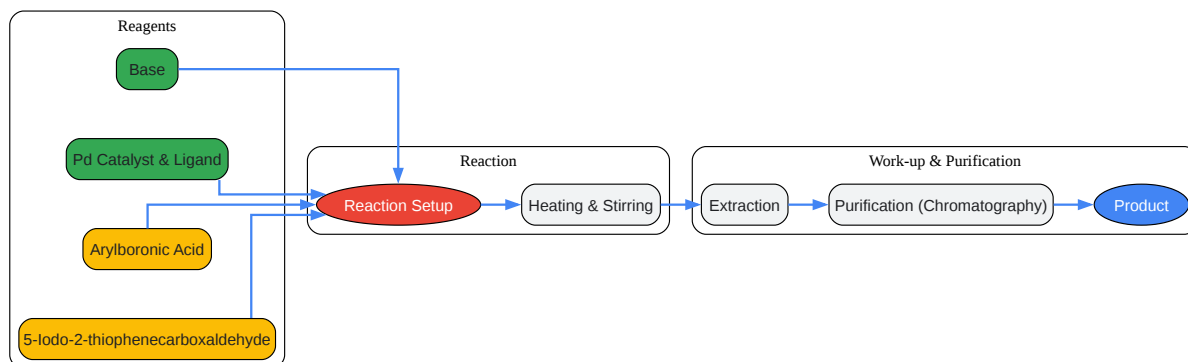 Reagents
Base
Pd Catalyst & Ligand
Arylboronic Acid
5-Iodo-2-thiophenecarboxaldehyde
Reaction
Reaction Setup
Heating & Stirring
Work-up & Purification
Extraction
Purification (Chromatography)
Product